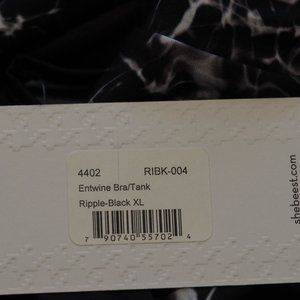 4402 RIBK-004
Entwine Bra/Tank
Ripple-Black XL
7 90740 55702 4
shebeest.com